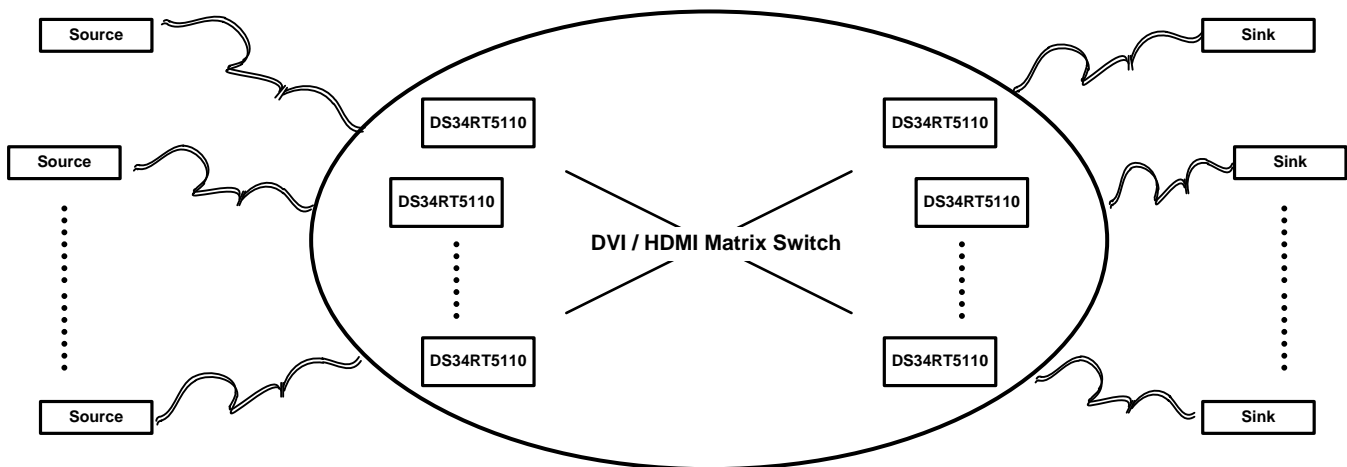 Source
Sink
DS34RT5110
DS34RT5110
Source
Sink
DS34RT5110
DS34RT5110
DVI / HDMI Matrix Switch
DS34RT5110
DS34RT5110
Source
Sink